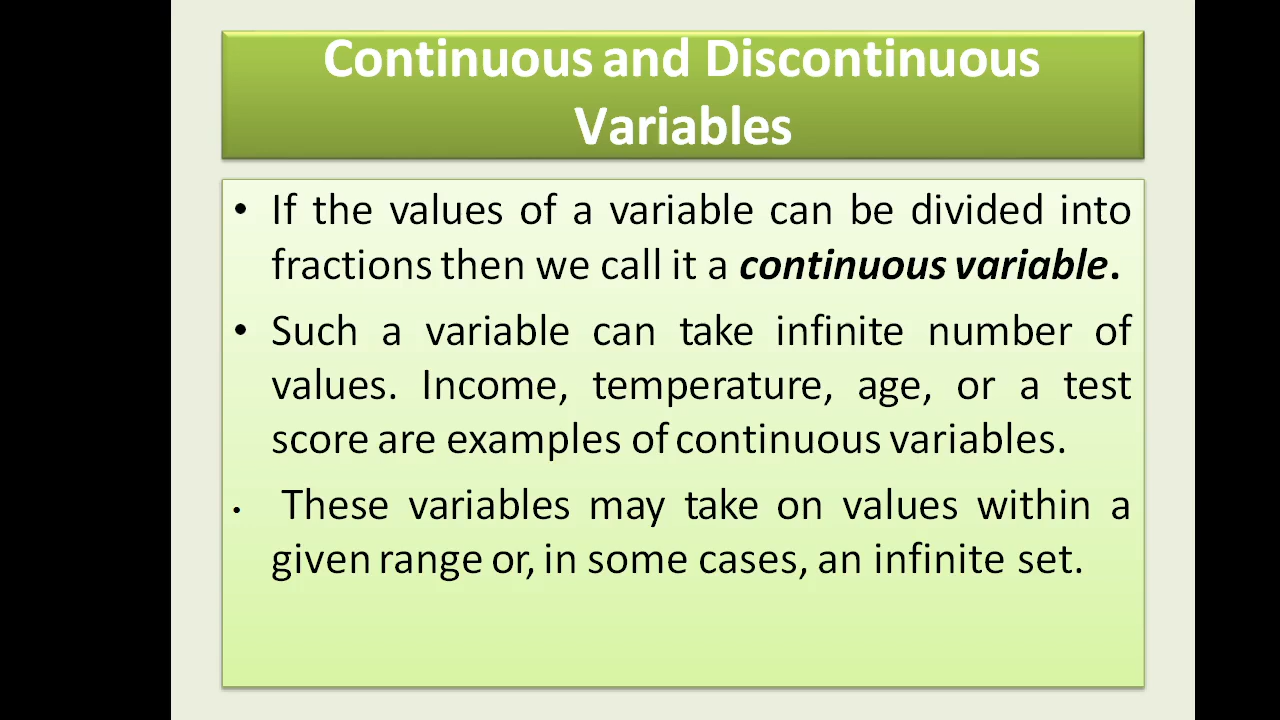 Continuous and Discontinuous
Variables
• If the values of a variable can be divided into
fractions then we call it a continuous variable.
• Such a variable can take infinite number of
values. Income, temperature, age, or a test
score are examples of continuous variables.
• These variables may take on values within a
given range or, in some cases, an infinite set.